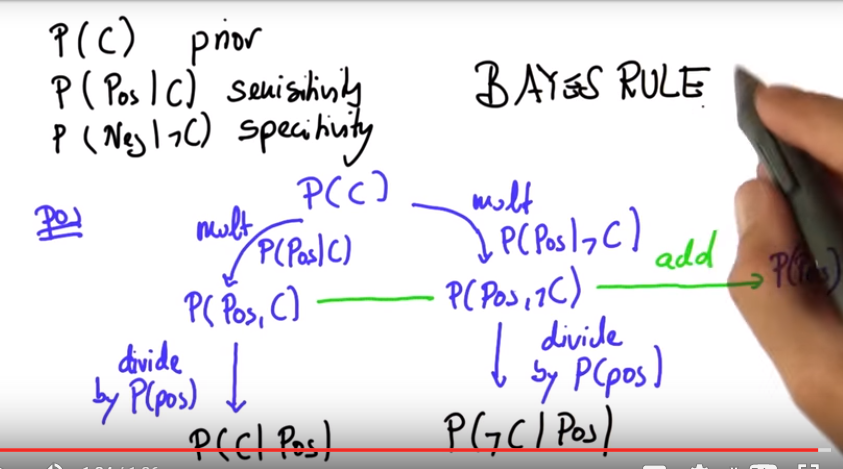 P(C) prior
P(Pos|C) sensitivity
P(Neg|¬C) specitivity
BAYES RULE
Pos
P(C)
mult
P(Pos|C)
mult
P(Pos|¬C)
add
P(Pos,C)
P(Pos,¬C)
P(Pos)
divide
by P(pos)
divide
by P(pos)
P(C|Pos)
P(¬C|Pos)